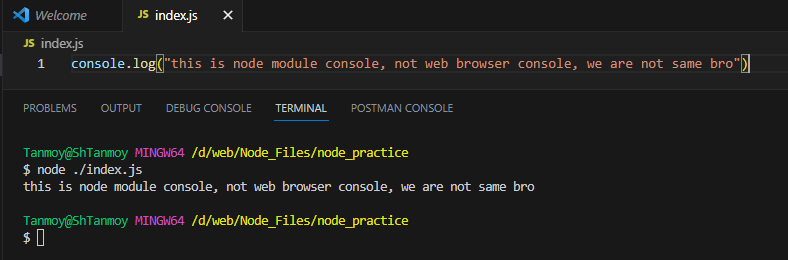 Welcome JS index.js ×
JS index.js
1 console.log("this is node module console, not web browser console, we are not same bro")
PROBLEMS OUTPUT DEBUG CONSOLE TERMINAL POSTMAN CONSOLE
Tanmoy@ShTanmoy MINGW64 /d/web/Node_Files/node_practice
$ node ./index.js
this is node module console, not web browser console, we are not same bro
Tanmoy@ShTanmoy MINGW64 /d/web/Node_Files/node_practice
$